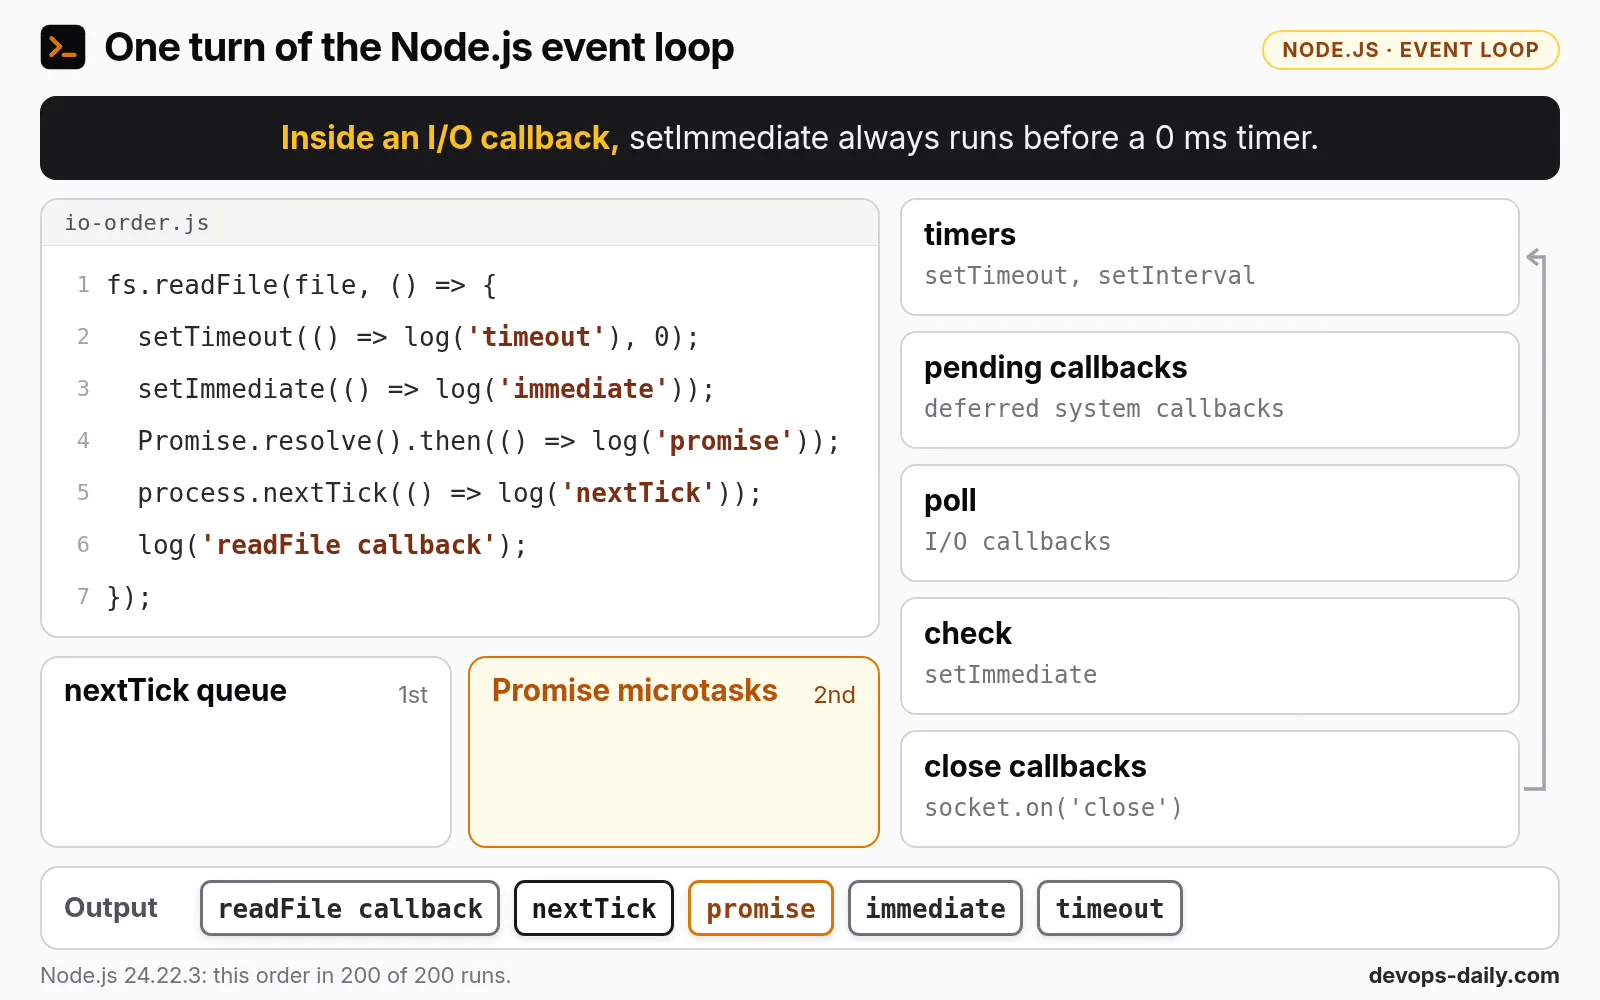 One turn of the Node.js event loop
NODE.JS · EVENT LOOP
Inside an I/O callback, setImmediate always runs before a 0 ms timer.
io-order.js
1 fs.readFile(file, () => {
2   setTimeout(() => log('timeout'), 0);
3   setImmediate(() => log('immediate'));
4   Promise.resolve().then(() => log('promise'));
5   process.nextTick(() => log('nextTick'));
6   log('readFile callback');
7 });
nextTick queue 1st
Promise microtasks 2nd
timers
setTimeout, setInterval
pending callbacks
deferred system callbacks
poll
I/O callbacks
check
setImmediate
close callbacks
socket.on('close')
Output readFile callback nextTick promise immediate timeout
Node.js 24.22.3: this order in 200 of 200 runs.
devops-daily.com